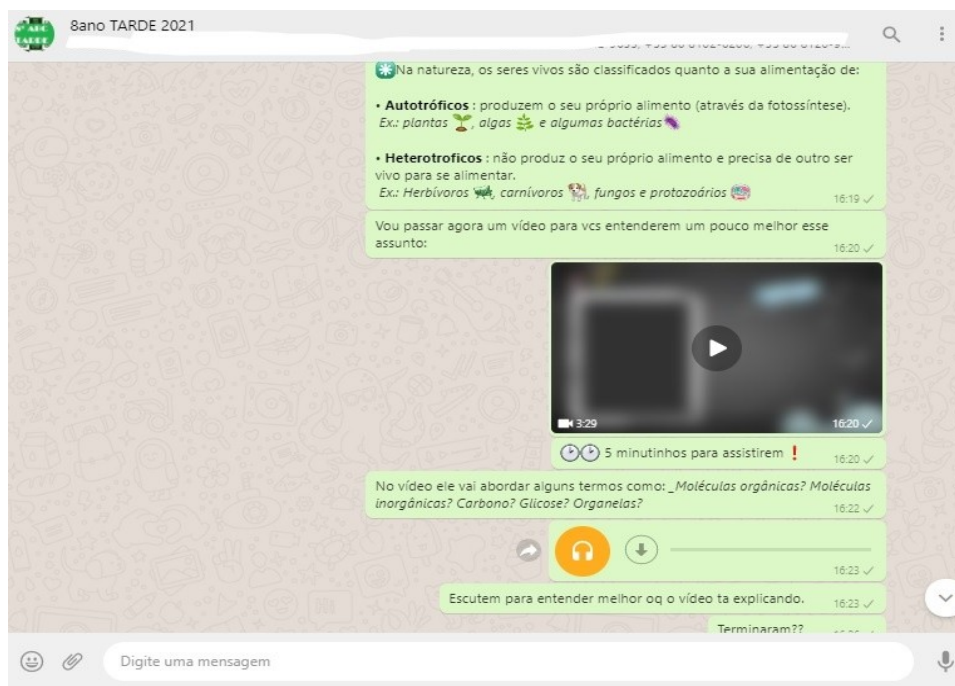 8ano TARDE 2021
Na natureza, os seres vivos são classificados quanto a sua alimentação de:
• Autotróficos : produzem o seu próprio alimento (através da fotossíntese).
Ex.: plantas , algas e algumas bactérias
• Heterotroficos : não produz o seu próprio alimento e precisa de outro ser
vivo para se alimentar.
Ex.: Herbívoros , carnívoros , fungos e protozoários
16:19
Vou passar agora um vídeo para vcs entenderem um pouco melhor esse
assunto:
16:20
3:29
16:20
5 minutinhos para assistirem❗
16:20
No vídeo ele vai abordar alguns termos como: _Moléculas orgânicas? Moléculas
inorgânicas? Carbono? Glicose? Organelas?
16:22
16:23
Escutem para entender melhor oq o vídeo ta explicando.
16:23
Terminaram??
Digite uma mensagem